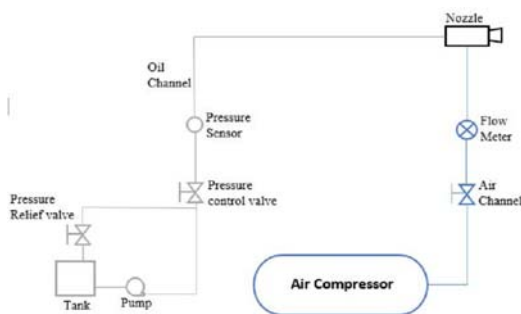 Nozzle
Oil
Channel
Pressure
Sensor
Flow
Meter
Pressure
control valve
Air
Channel
Pressure
Relief valve
Air Compressor
Tank
Pump